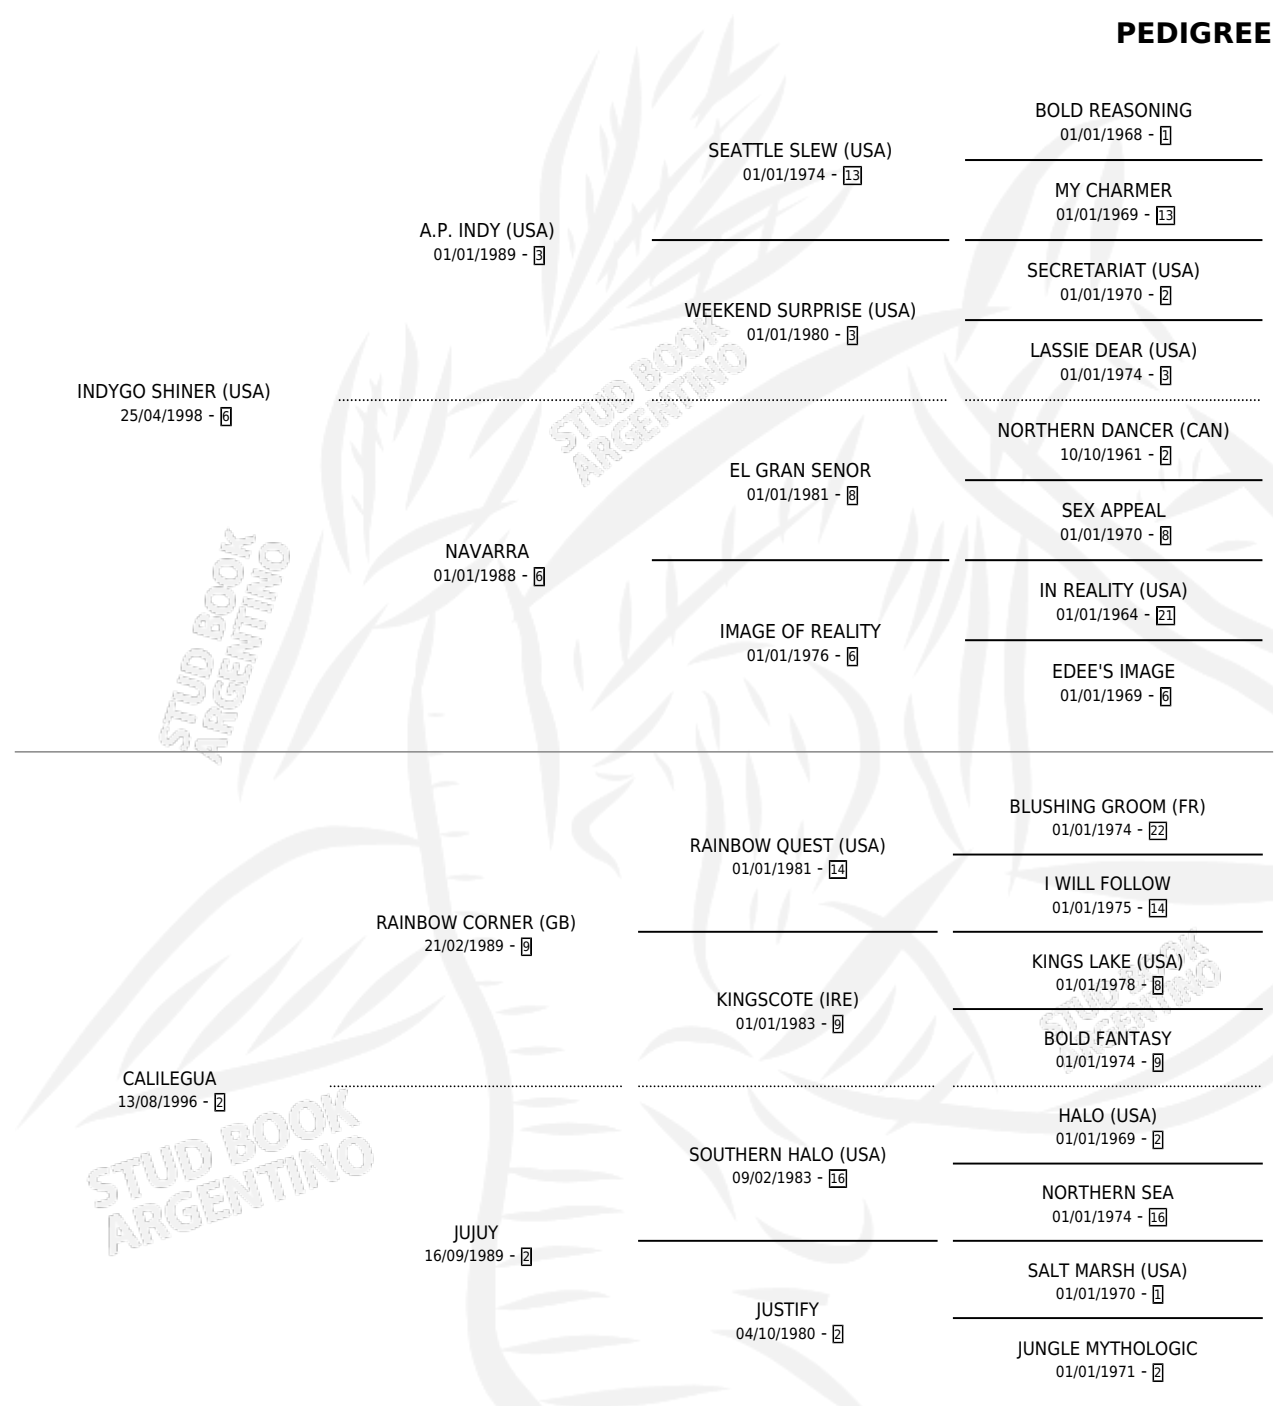 PEDIGREE
BOLD REASONING
01/01/1968 - 1
SEATTLE SLEW (USA)
01/01/1974 - 13
MY CHARMER
01/01/1969 - 13
A.P. INDY (USA)
01/01/1989 - 3
SECRETARIAT (USA)
01/01/1970 - 2
WEEKEND SURPRISE (USA)
01/01/1980 - 3
LASSIE DEAR (USA)
01/01/1974 - 3
INDYGO SHINER (USA)
25/04/1998 - 6
NORTHERN DANCER (CAN)
10/10/1961 - 2
EL GRAN SENOR
01/01/1981 - 8
SEX APPEAL
01/01/1970 - 8
NAVARRA
01/01/1988 - 6
IN REALITY (USA)
01/01/1964 - 21
IMAGE OF REALITY
01/01/1976 - 6
EDEE'S IMAGE
01/01/1969 - 6
BLUSHING GROOM (FR)
01/01/1974 - 22
RAINBOW QUEST (USA)
01/01/1981 - 14
I WILL FOLLOW
01/01/1975 - 14
RAINBOW CORNER (GB)
21/02/1989 - 9
KINGS LAKE (USA)
01/01/1978 - 8
KINGSCOTE (IRE)
01/01/1983 - 9
BOLD FANTASY
01/01/1974 - 9
CALILEGUA
13/08/1996 - 2
HALO (USA)
01/01/1969 - 2
SOUTHERN HALO (USA)
09/02/1983 - 16
NORTHERN SEA
01/01/1974 - 16
JUJUY
16/09/1989 - 2
SALT MARSH (USA)
01/01/1970 - 1
JUSTIFY
04/10/1980 - 2
JUNGLE MYTHOLOGIC
01/01/1971 - 2
STUD BOOK
ARGENTINO
STUD BOOK
ARGENTINO
STUD BOOK
ARGENTINO
STUD BOOK
ARGENTINO